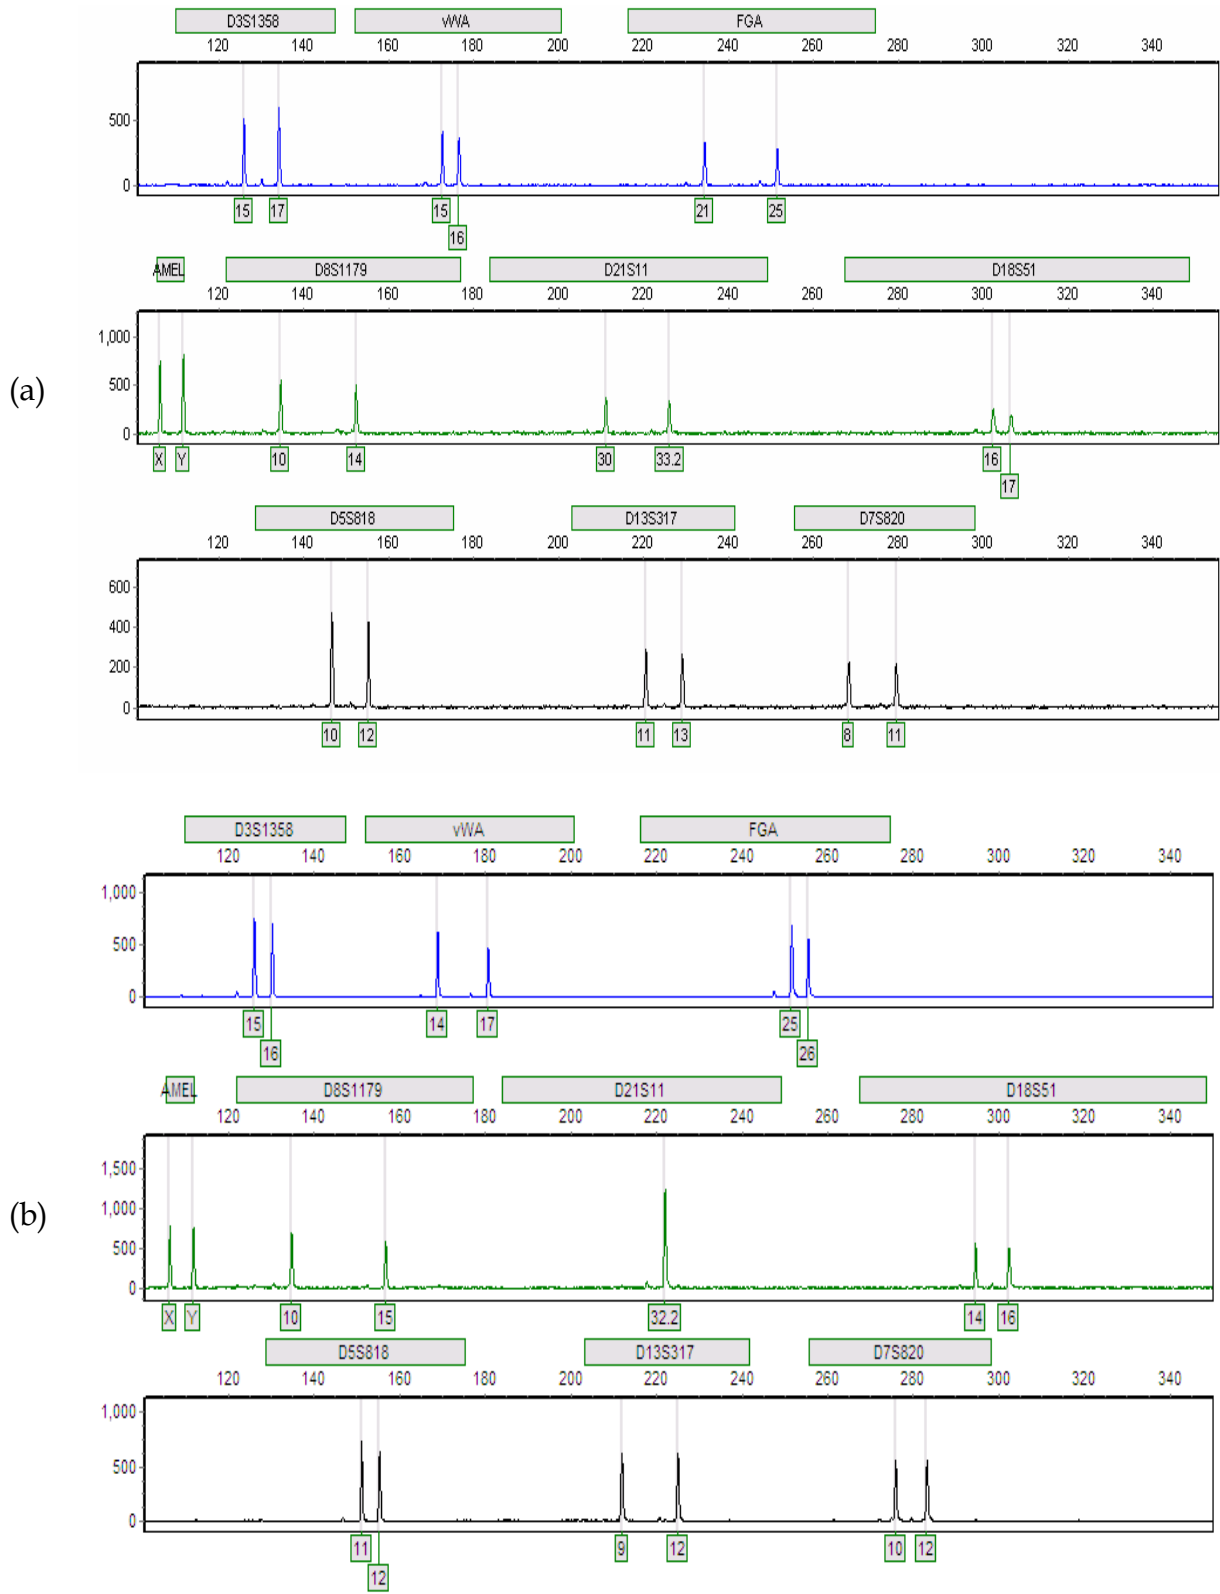 D3S1358 vWA FGA
120 140 160 180 200 220 240 260 280 300 320 340
500
0
15 17 15 21 25
16
AMEL D8S1179 D21S11 D18S51
120 140 160 180 200 220 240 260 280 300 320 340
1,000
(a)
500
0
X Y 10 14 30 33.2 16
17
D5S818 D13S317 D7S820
120 140 160 180 200 220 240 260 280 300 320 340
600
400
200
0
10 12 11 13 8 11
D3S1358 vWA FGA
120 140 160 180 200 220 240 260 280 300 320 340
1,000
500
0
15 14 17 25
16 26
AMEL D8S1179 D21S11 D18S51
120 140 160 180 200 220 240 260 280 300 320 340
1,500
1,000
(b)
500
0
X Y 10 15 32.2 14 16
D5S818 D13S317 D7S820
120 140 160 180 200 220 240 260 280 300 320 340
1,000
500
0
11 9 12 10 12
12